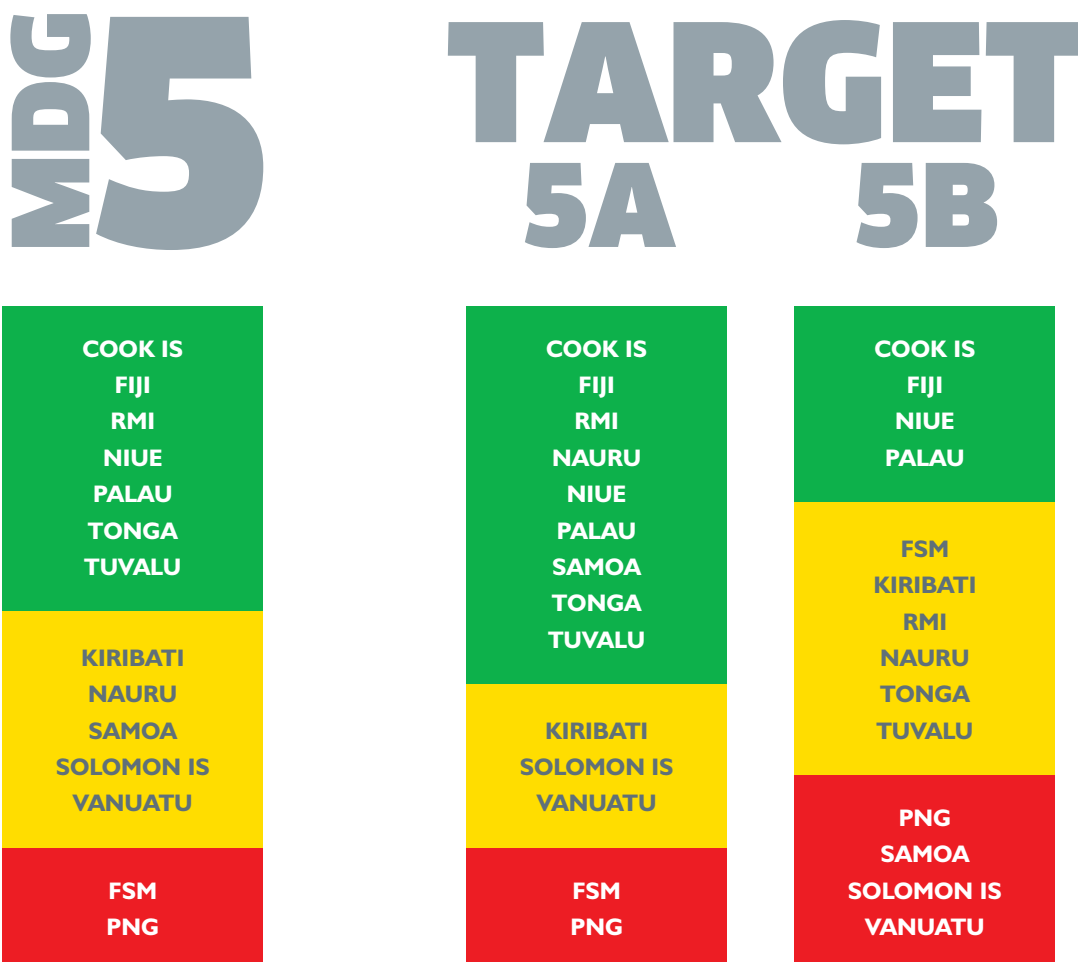 MDG 5
TARGET
5A
5B
COOK IS
FIJI
RMI
NIUE
PALAU
TONGA
TUVALU
KIRIBATI
NAURU
SAMOA
SOLOMON IS
VANUATU
FSM
PNG
COOK IS
FIJI
RMI
NAURU
NIUE
PALAU
SAMOA
TONGA
TUVALU
KIRIBATI
SOLOMON IS
VANUATU
FSM
PNG
COOK IS
FIJI
NIUE
PALAU
FSM
KIRIBATI
RMI
NAURU
TONGA
TUVALU
PNG
SAMOA
SOLOMON IS
VANUATU